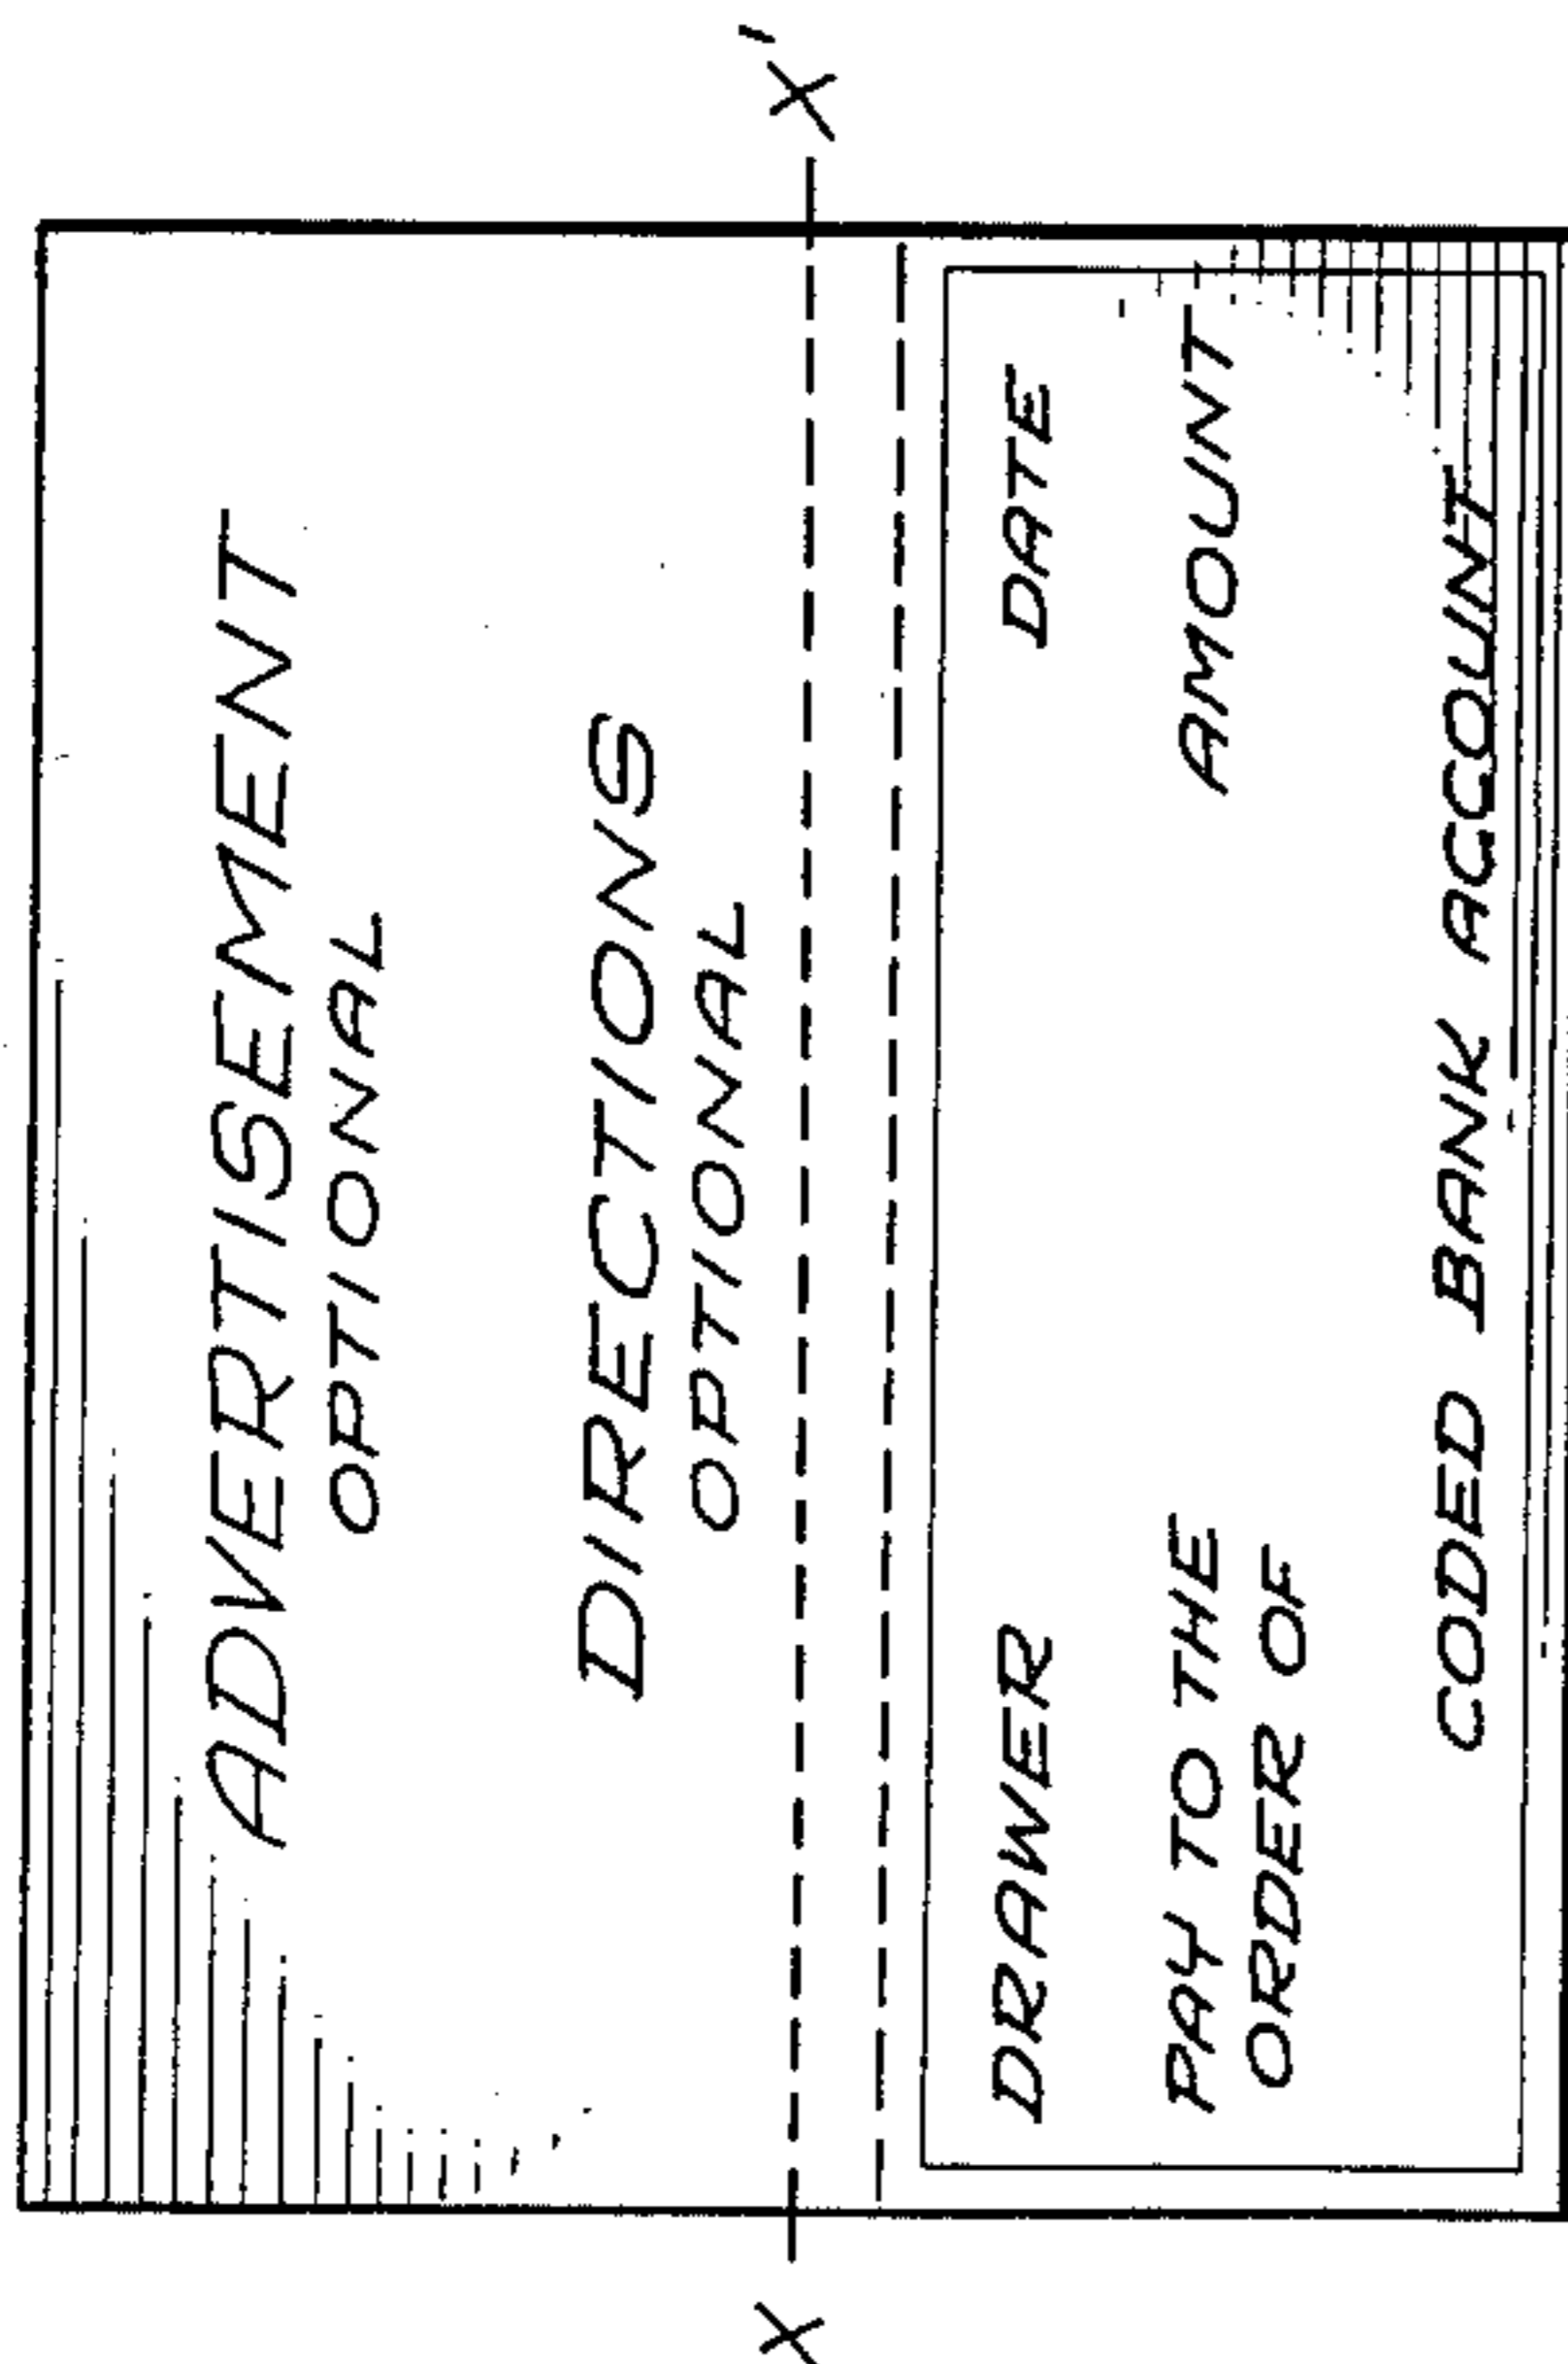 ADVERTISEMENT
OPTIONAL
DIRECTIONS
OPTIONAL
X X'
DRAWER DATE
PAY TO THE AMOUNT
ORDER OF
CODED BANK ACCOUNT